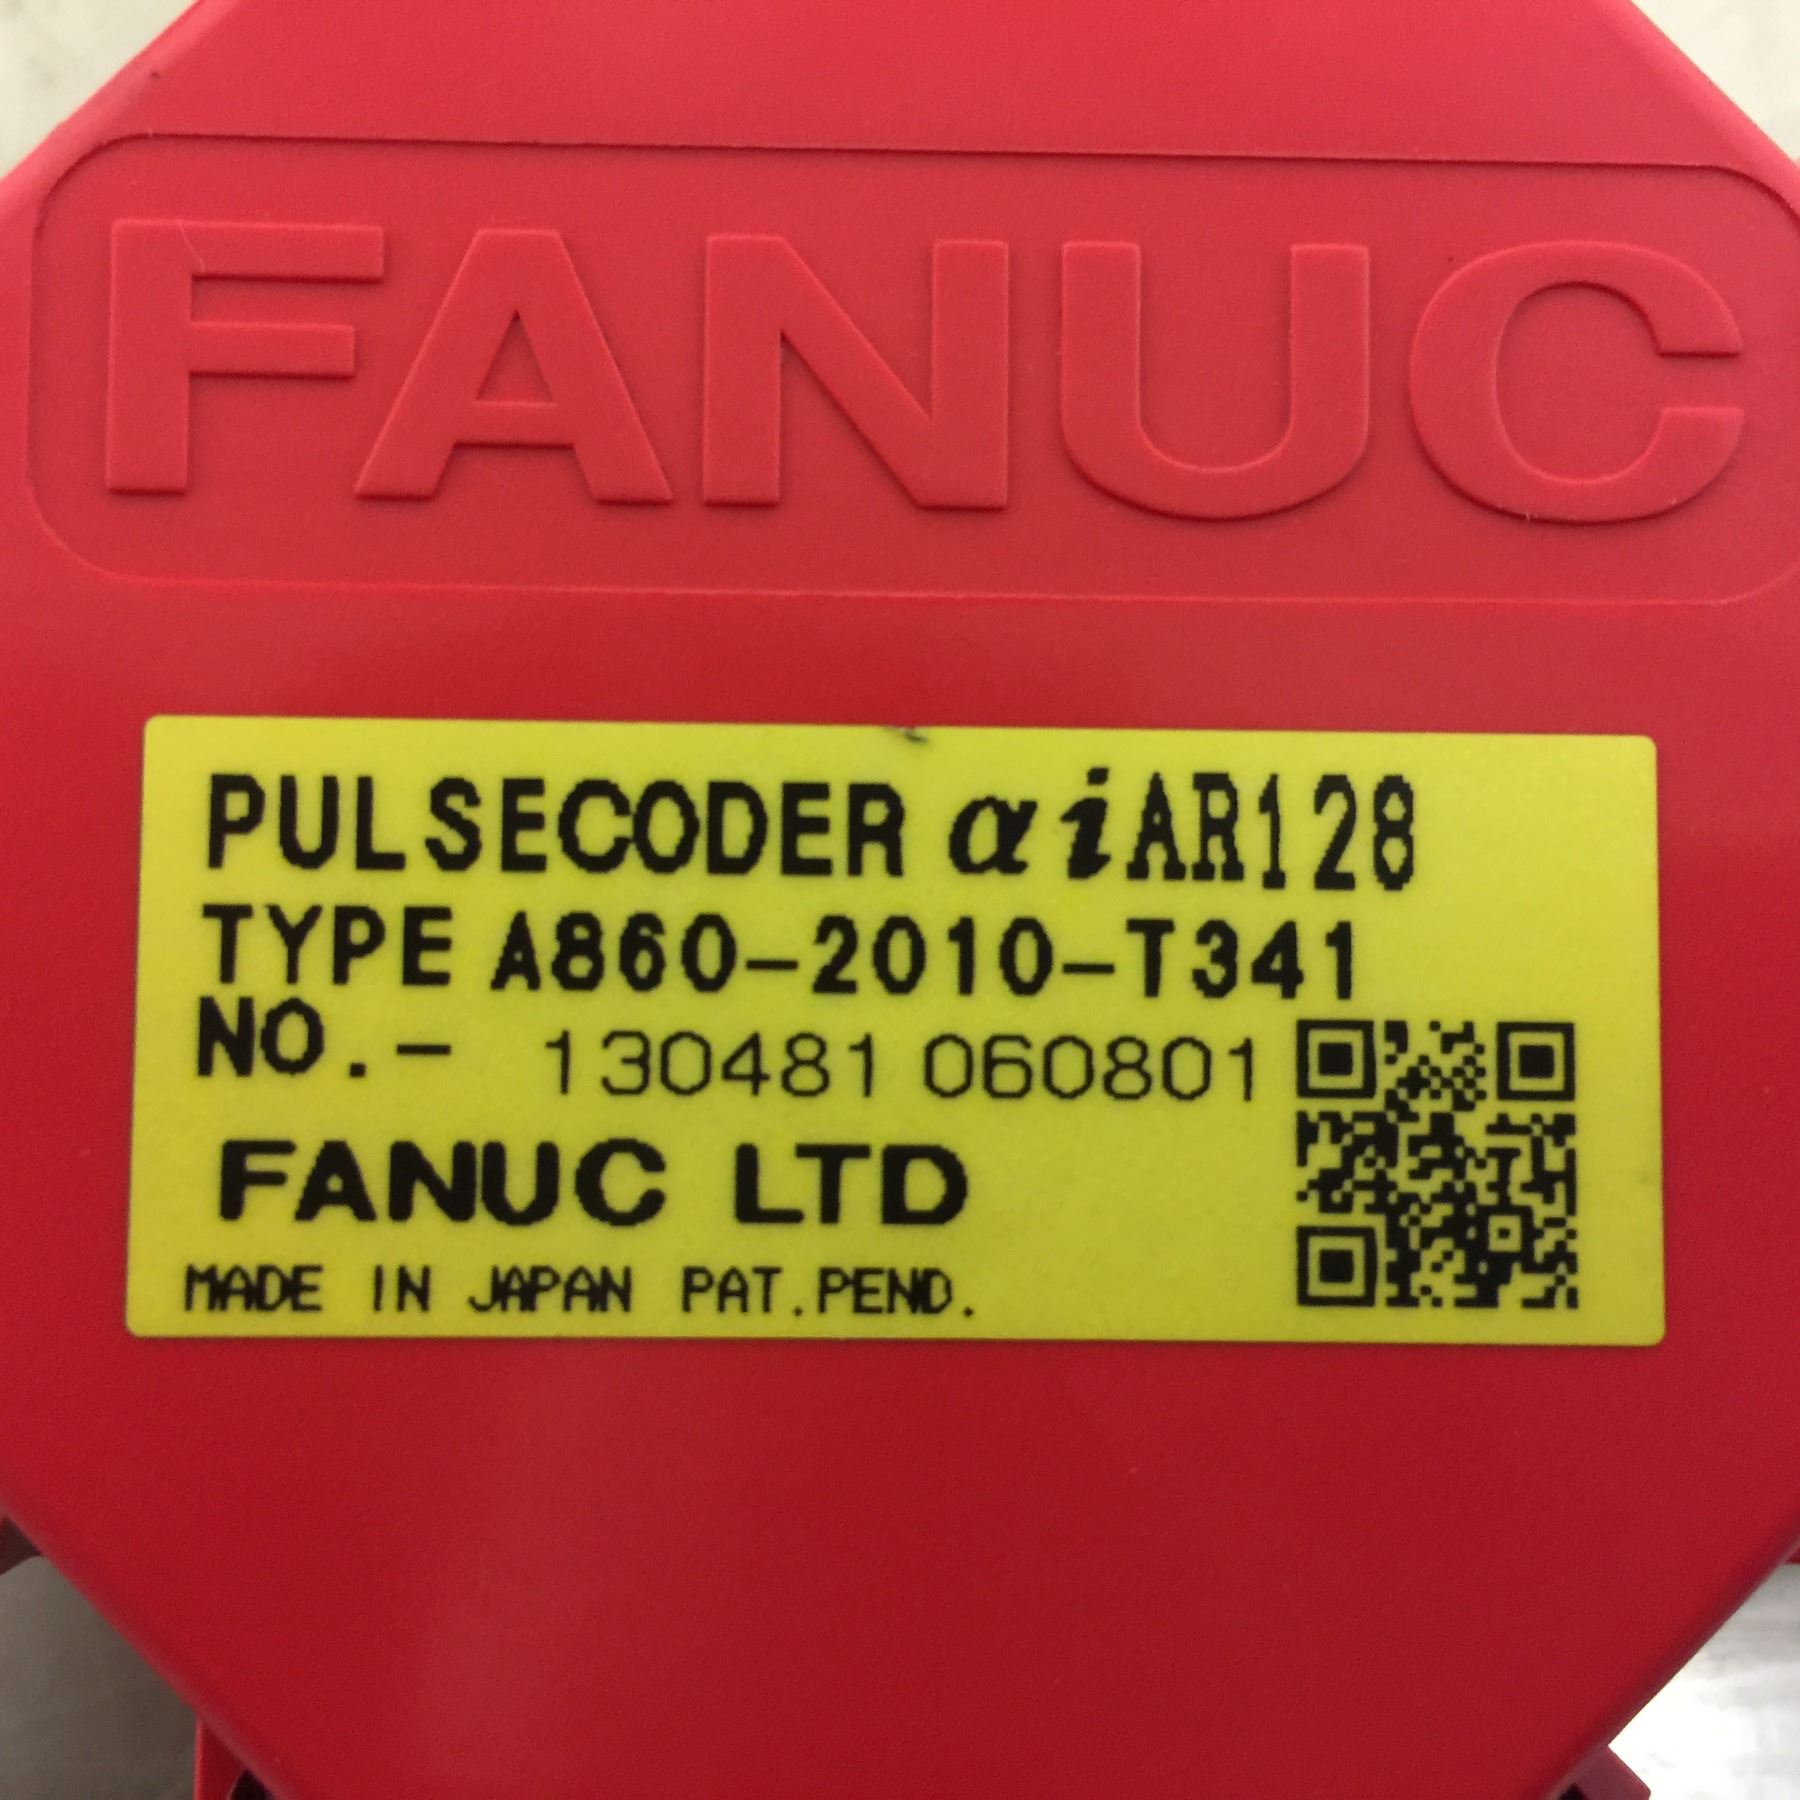 FANUC
PULSECODER αiAR128
TYPE A860-2010-T341
NO.- 130481 060801
FANUC LTD
MADE IN JAPAN PAT.PEND.